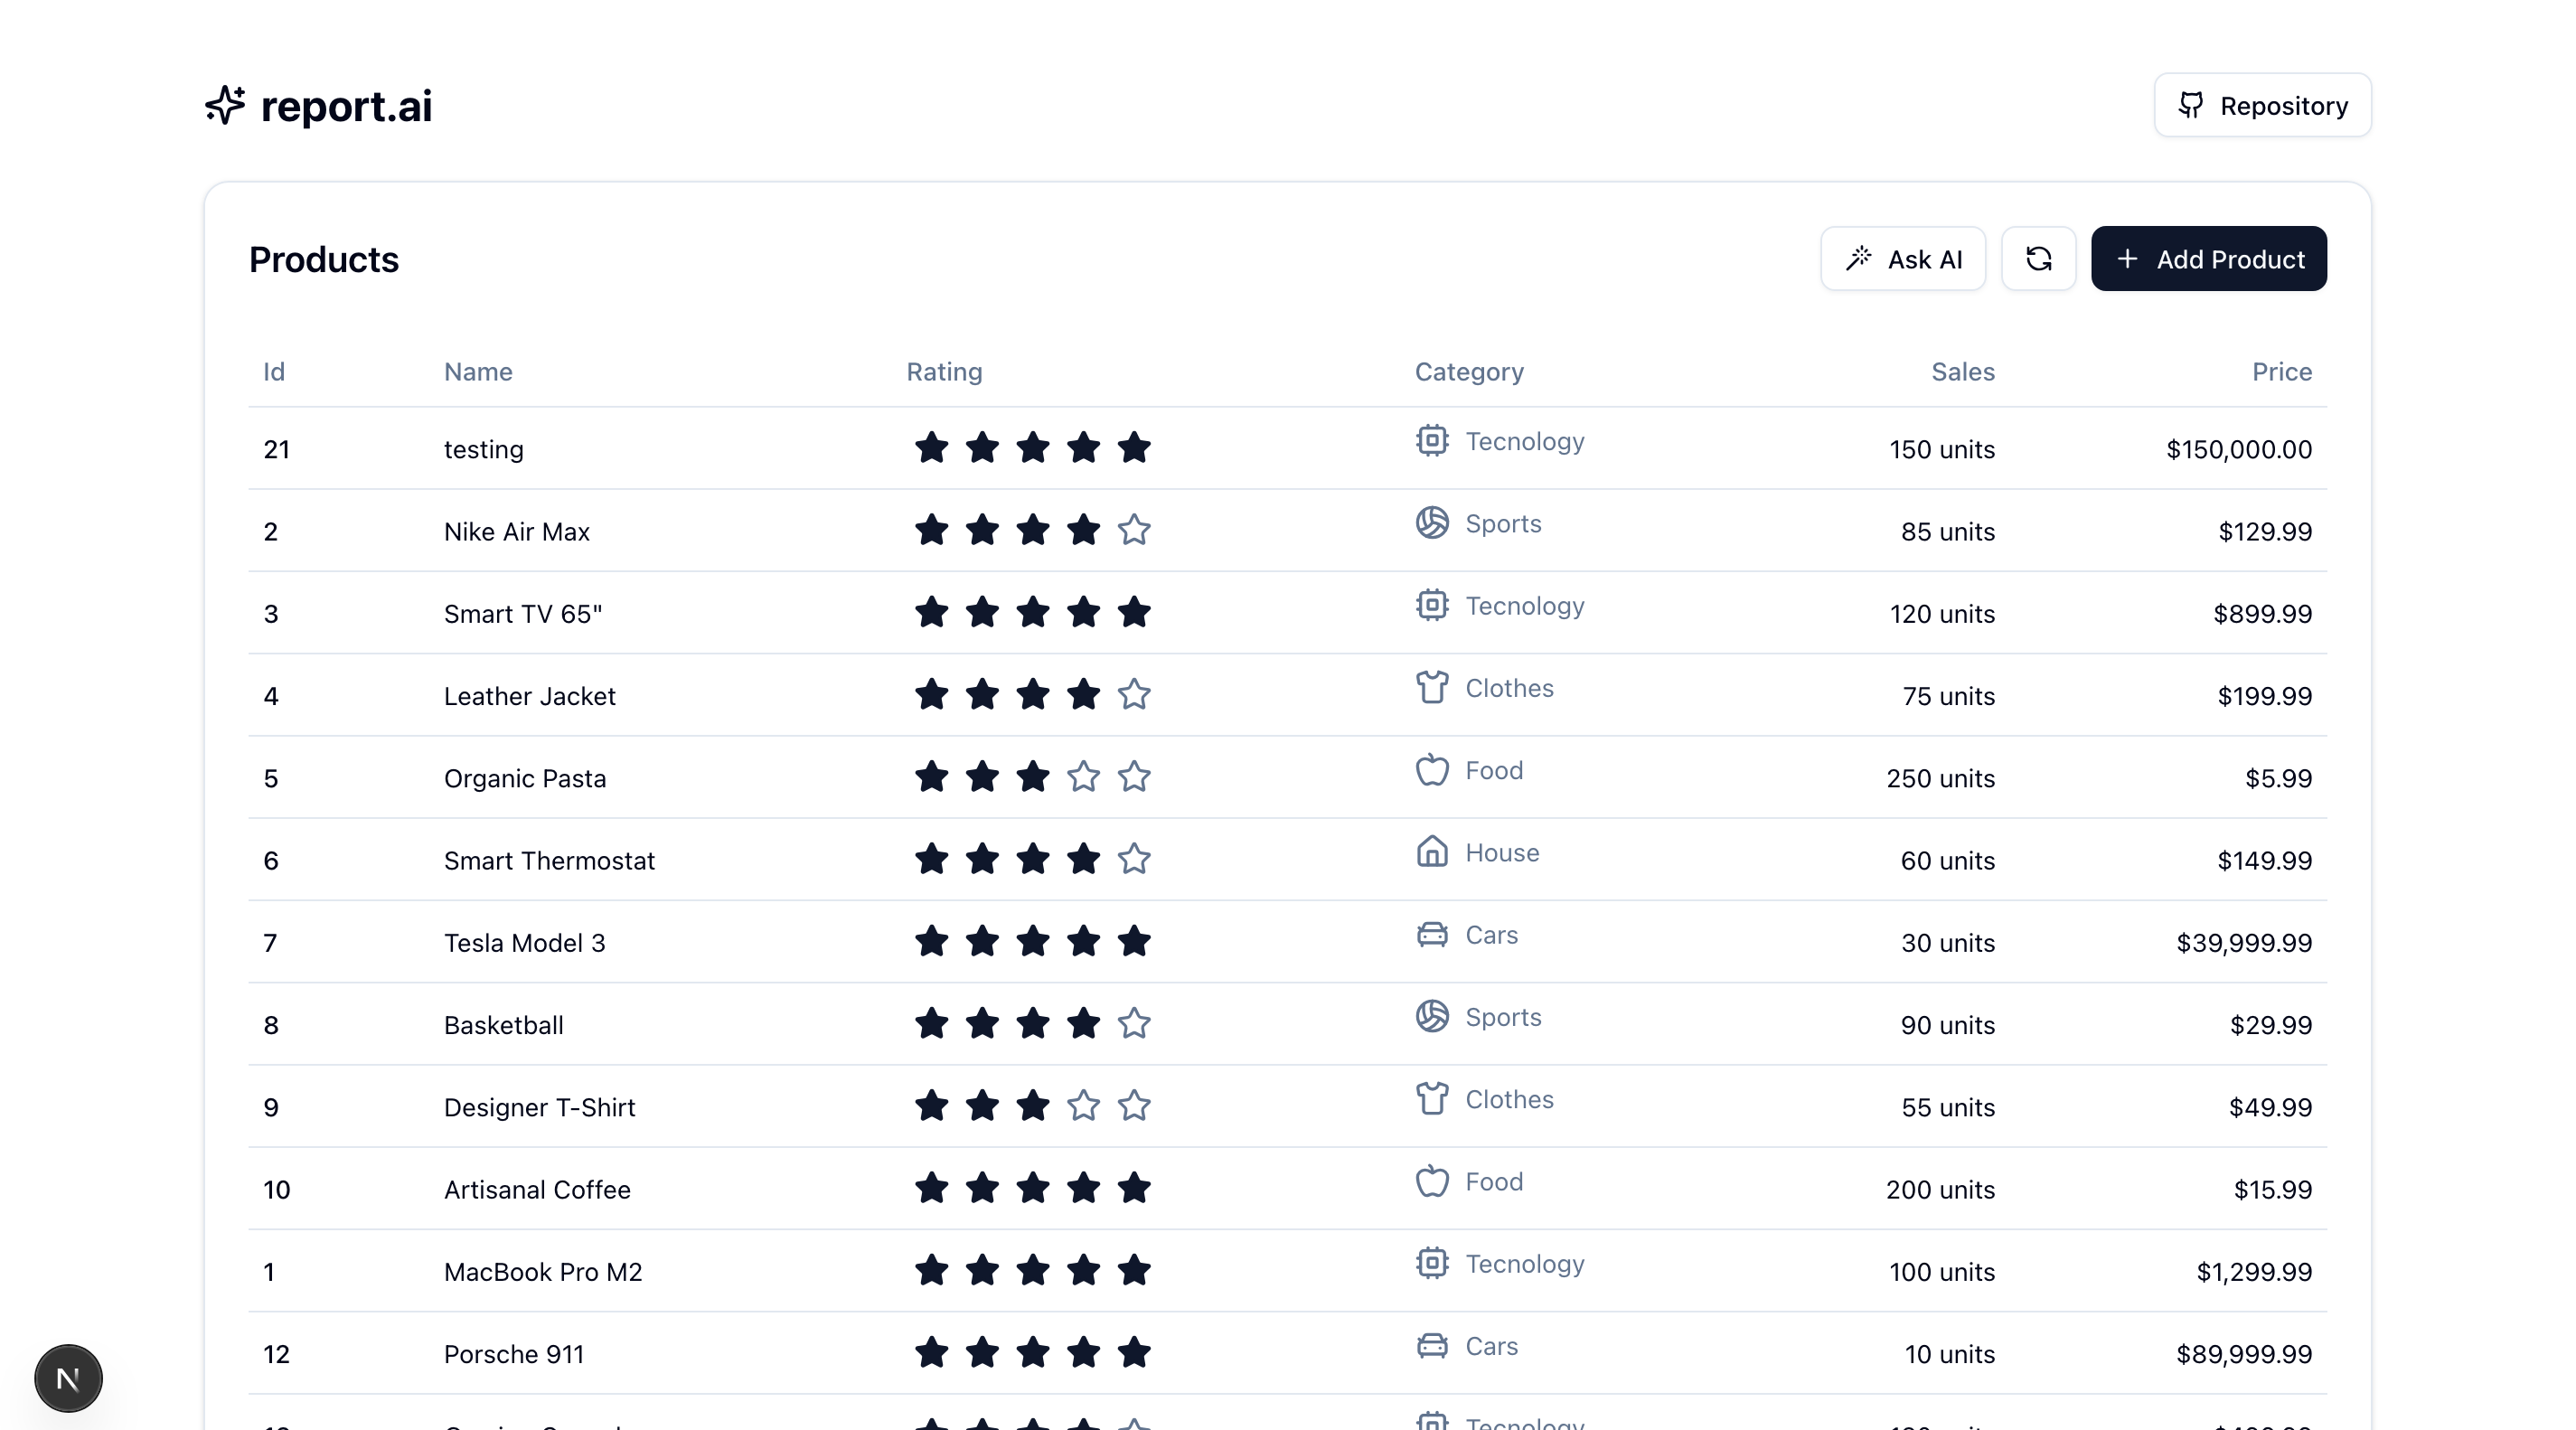 report.ai
Repository
Products
Ask AI
Add Product
Id Name Rating Category Sales Price
21 testing Tecnology 150 units $150,000.00
2 Nike Air Max Sports 85 units $129.99
3 Smart TV 65" Tecnology 120 units $899.99
4 Leather Jacket Clothes 75 units $199.99
5 Organic Pasta Food 250 units $5.99
6 Smart Thermostat House 60 units $149.99
7 Tesla Model 3 Cars 30 units $39,999.99
8 Basketball Sports 90 units $29.99
9 Designer T-Shirt Clothes 55 units $49.99
10 Artisanal Coffee Food 200 units $15.99
1 MacBook Pro M2 Tecnology 100 units $1,299.99
12 Porsche 911 Cars 10 units $89,999.99
Tecnology
N